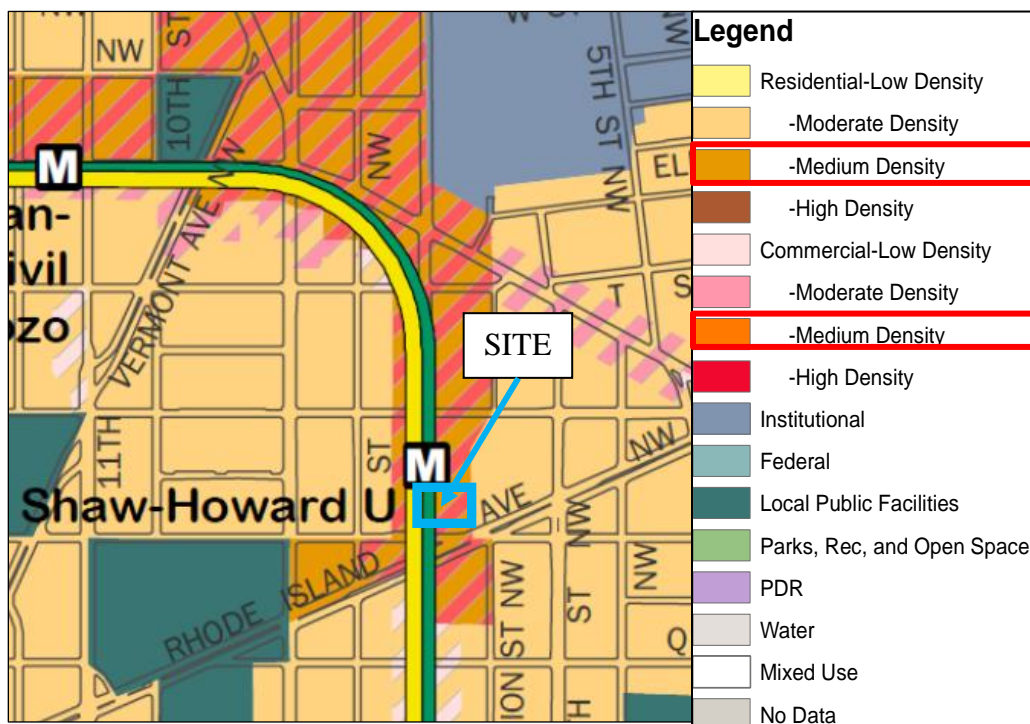 W
NW
ST
10TH
5TH ST NW
M
NW
EL
an-
ivil
ozo
VERMONT AVE NW
T
S
SITE
11TH
ST
M
Shaw-Howard U
AVE
NW
RHODE ISLAND
ST NW
ION
ST
NW
NW
Q
TH
Legend
Residential-Low Density
-Moderate Density
-Medium Density
-High Density
Commercial-Low Density
-Moderate Density
-Medium Density
-High Density
Institutional
Federal
Local Public Facilities
Parks, Rec, and Open Space
PDR
Water
Mixed Use
No Data